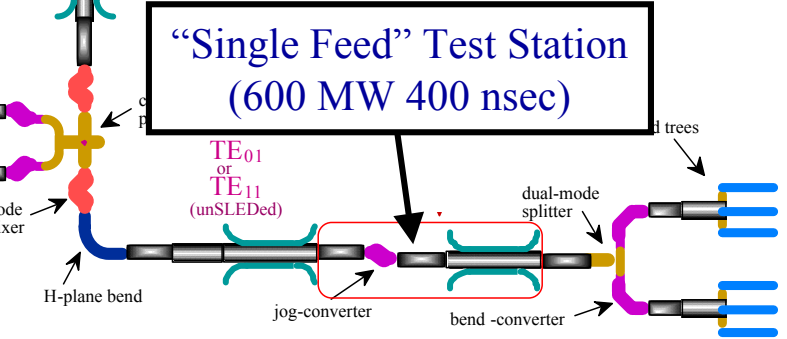 “Single Feed” Test Station
(600 MW 400 nsec)
trees
TE01
or
TE11
(unSLEDed)
dual-mode
splitter
H-plane bend
jog-converter
bend -converter